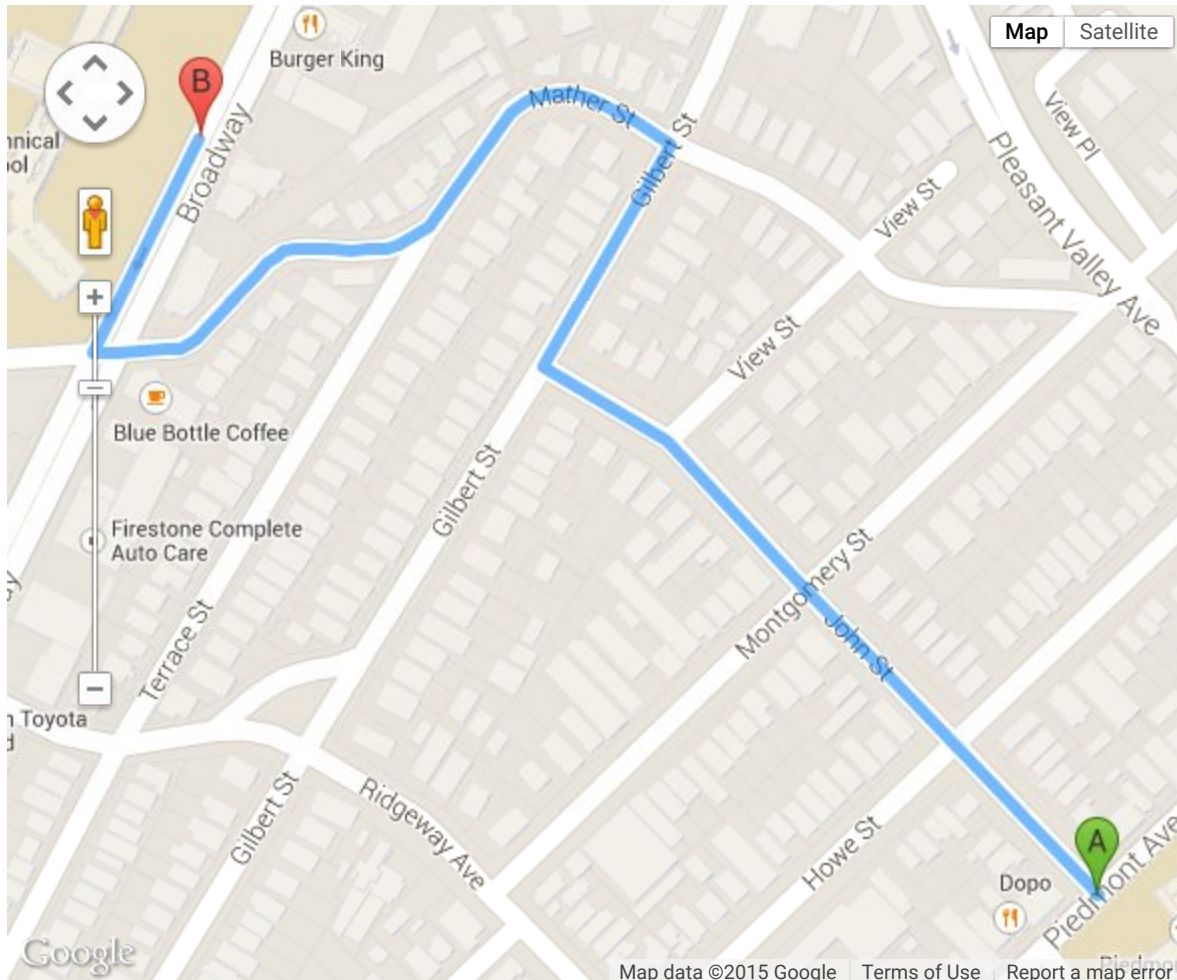 Map
Satellite
Burger King
B
Mather St
View Pl
Broadway
Gilbert St
Pleasant Valley Ave
View St
View St
Blue Bottle Coffee
Gilbert St
Firestone Complete
Auto Care
Montgomery St
Terrace St
John St
Toyota
Ridgeway Ave
Gilbert St
Howe St
A
Dopo
Piedmont Ave
Google
Map data ©2015 Google
Terms of Use
Report a map error